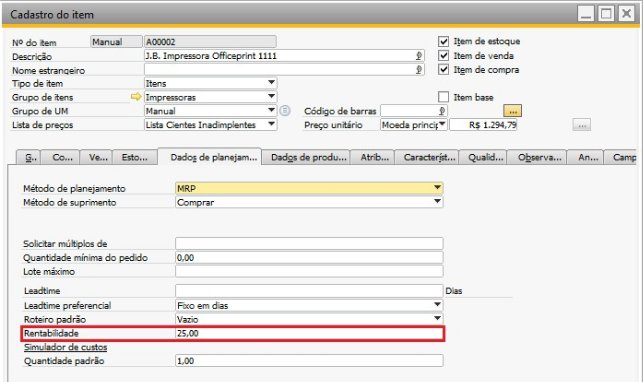 Cadastro do item
Nº do item Manual A00002 Item de estoque
Descrição J.B. Impressora Officeprint 1111 Item de venda
Nome estrangeiro Item de compra
Tipo de item Itens
Grupo de itens Impressoras Item base
Grupo de UM Manual Código de barras ...
Lista de preços Lista Cientes Inadimplentes Preço unitário Moeda princip R$ 1.294,79 ...
G.. Co... Ve... Esto... Dados de planejam... Dados de produ... Atrib... Característ... Qualid... Observa... An... Camp
Método de planejamento MRP
Método de suprimento Comprar
Solicitar múltiplos de
Quantidade mínima do pedido 0,00
Lote máximo
Leadtime Dias
Leadtime preferencial Fixo em dias
Roteiro padrão Vazio
Rentabilidade 25,00
Simulador de custos
Quantidade padrão 1,00